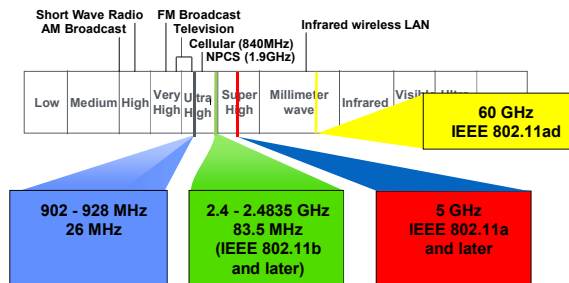 Short Wave Radio
AM Broadcast
FM Broadcast
Television
Infrared wireless LAN
Cellular (840MHz)
NPCS (1.9GHz)
Low
Medium
High
Very
High
Ultra
High
Super
High
Millimeter
wave
Infrared
Visible
Ultra
60 GHz
IEEE 802.11ad
902 - 928 MHz
26 MHz
2.4 - 2.4835 GHz
83.5 MHz
(IEEE 802.11b
and later)
5 GHz
IEEE 802.11a
and later